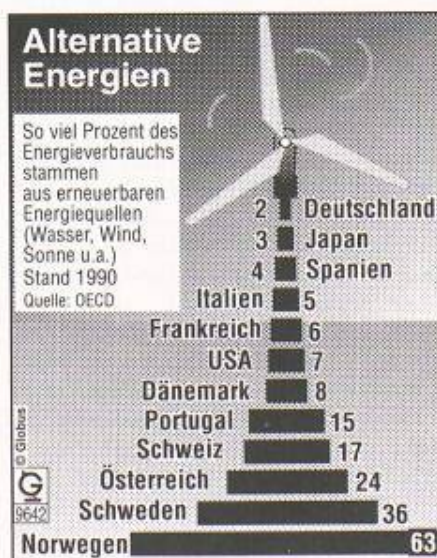 Alternative
Energien
So viel Prozent des
Energieverbrauchs
stammen
aus erneuerbaren
Energiequellen
(Wasser, Wind,
Sonne u.a.)
Stand 1990
Quelle: OECD
2 Deutschland
3 Japan
4 Spanien
Italien 5
Frankreich 6
USA 7
Dänemark 8
Portugal 15
Schweiz 17
Österreich 24
Schweden 36
Norwegen 63
© Globus
G
9642